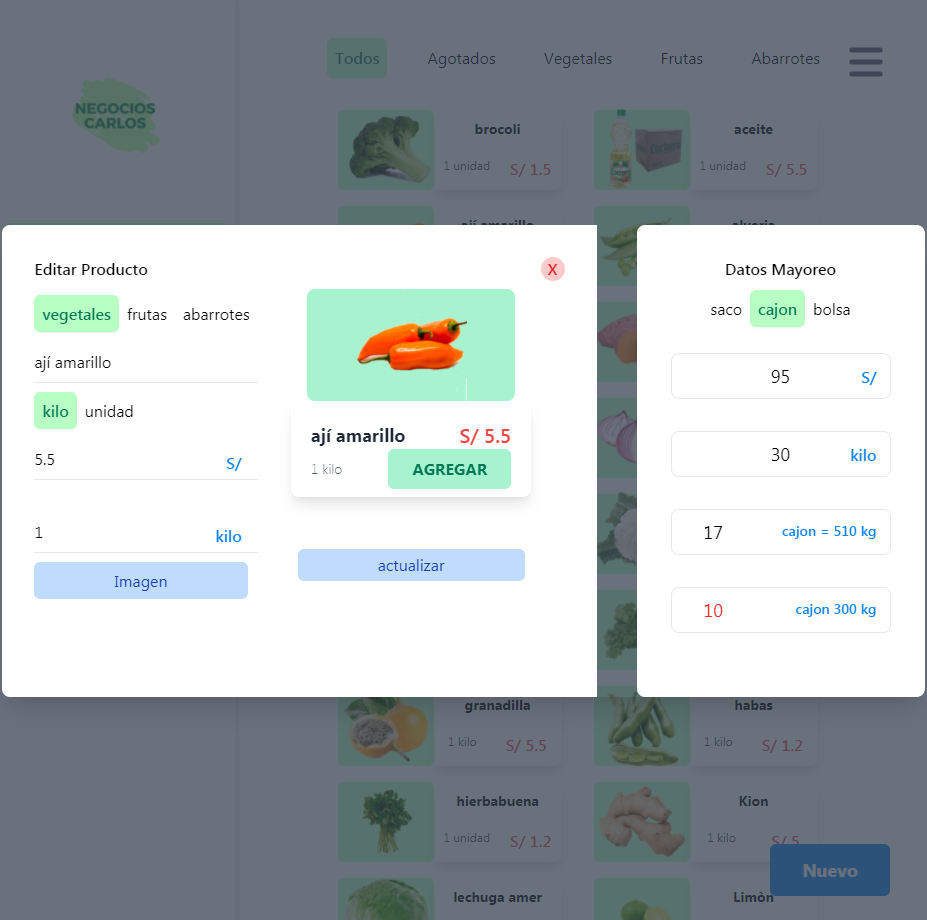 Todos Agotados Vegetales Frutas Abarrotes
NEGOCIOS
CARLOS
brocoli
1 unidad S/ 1.5
aceite
1 unidad S/ 5.5
Editar Producto
X
vegetales frutas abarrotes
ají amarillo
kilo unidad
5.5 S/
1 kilo
Imagen
ají amarillo S/ 5.5
1 kilo AGREGAR
actualizar
Datos Mayoreo
saco cajon bolsa
95 S/
30 kilo
17 cajon = 510 kg
10 cajon 300 kg
granadilla
1 kilo S/ 5.5
habas
1 kilo S/ 1.2
hierbabuena
1 unidad S/ 1.2
Kion
1 kilo S/ 5
Nuevo
lechuga amer
Limòn